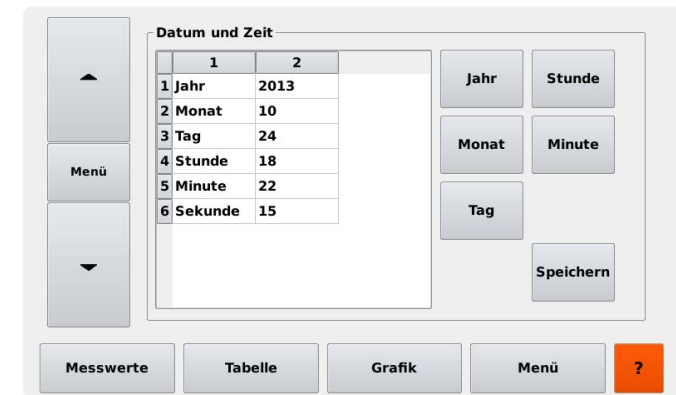 Datum und Zeit
1 2
1 Jahr 2013
2 Monat 10
3 Tag 24
4 Stunde 18
5 Minute 22
6 Sekunde 15
Menü
Jahr Stunde
Monat Minute
Tag
Speichern
Messwerte Tabelle Grafik Menü ?